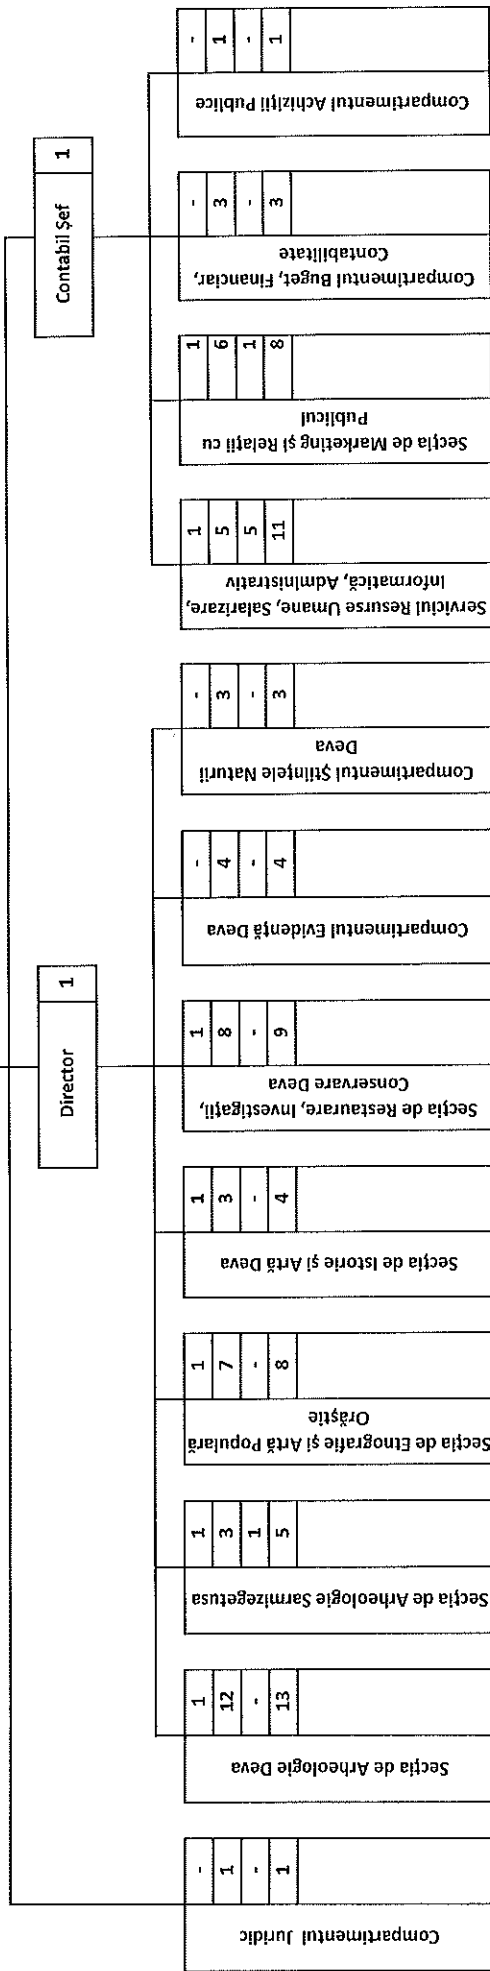 Director
1
Contabil Șef
1
Compartimentul Juridic
-
1
-
1
Secția de Arheologie Deva
1
12
-
13
Secția de Arheologie Sarmizegetusa
1
3
1
5
Secția de Etnografie și Artă Populară
Orăștie
1
7
-
8
Secția de Istorie și Artă Deva
1
3
-
4
Secția de Restaurare, Investigații,
Conservare Deva
1
8
-
9
Compartimentul Evidență Deva
-
4
-
4
Compartimentul Științele Naturii
Deva
-
3
-
3
Serviciul Resurse Umane, Salarizare,
Informatică, Administrativ
1
5
5
11
Secția de Marketing și Relații cu
Publicul
1
6
1
8
Compartimentul Buget, Financiar,
Contabilitate
-
3
-
3
Compartimentul Achiziții Publice
-
1
-
1